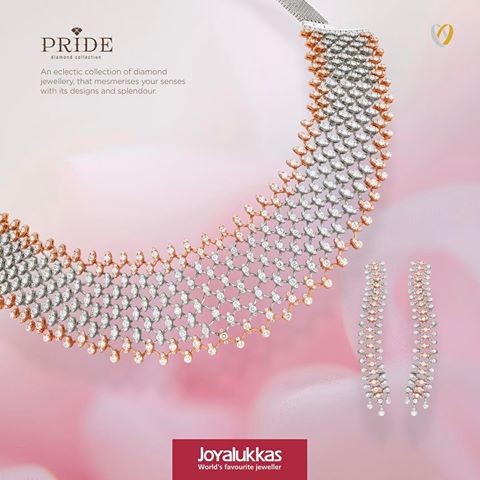 PRIDE
diamond collection
An eclectic collection of diamond
jewellery, that mesmerises your senses
with its designs and splendour.
Joyalukkas
World's favourite jeweller